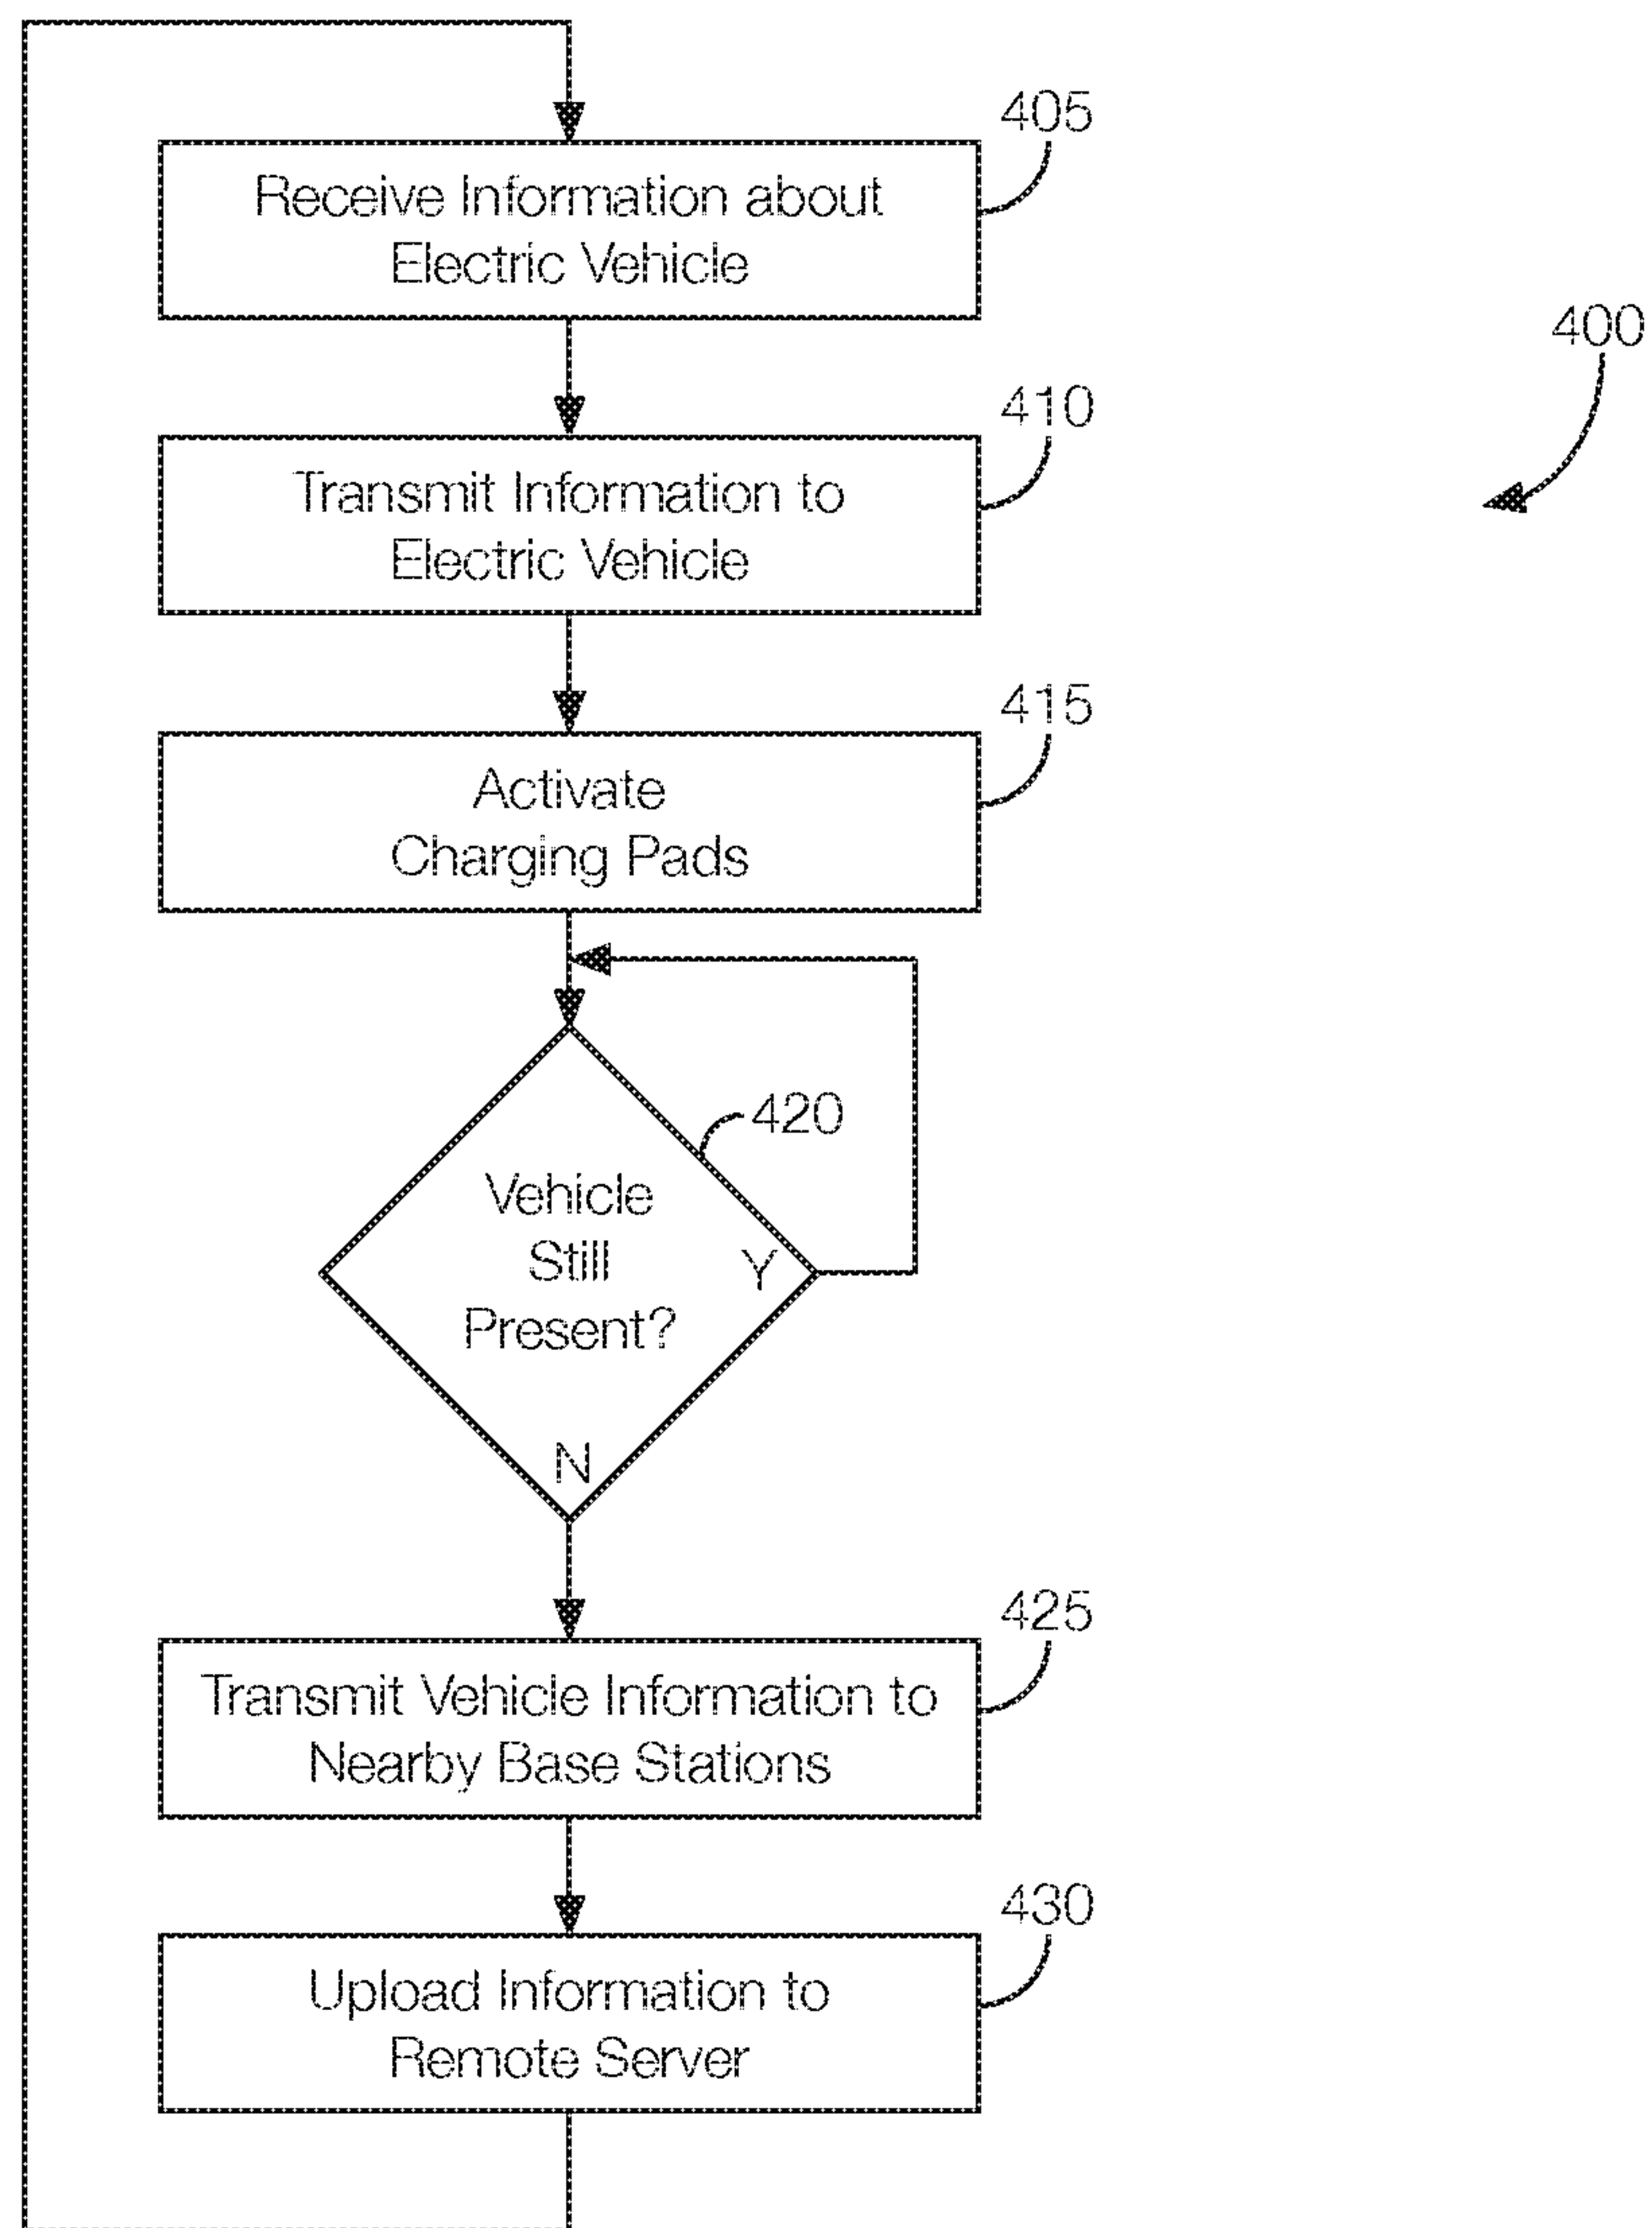 405
Receive Information about
Electric Vehicle
400
410
Transmit Information to
Electric Vehicle
415
Activate
Charging Pads
420
Vehicle
Still
Present?
Y
N
425
Transmit Vehicle Information to
Nearby Base Stations
430
Upload Information to
Remote Server